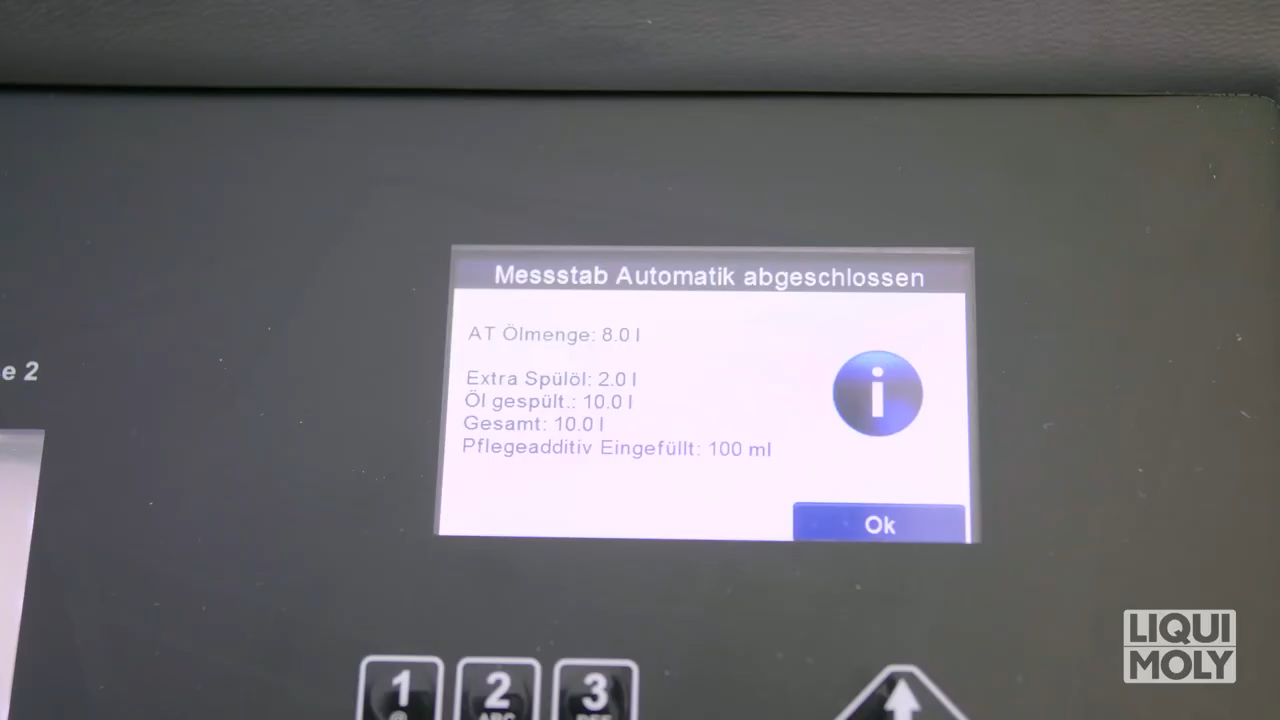 Messstab Automatik abgeschlossen
AT Ölmenge: 8.0 l
Extra Spülöl: 2.0 l
Öl gespült.: 10.0 l
Gesamt: 10.0 l
Pflegeadditiv Eingefüllt: 100 ml
i
Ok
e 2
1 2 3
ABC DEF
LIQUI
MOLY